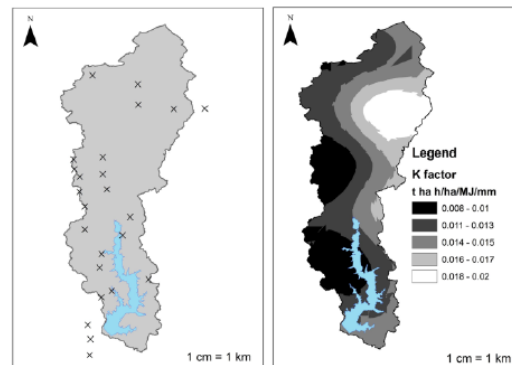 N
1 cm = 1 km
N
Legend
K factor
t ha h/ha/MJ/mm
0.008 - 0.01
0.011 - 0.013
0.014 - 0.015
0.016 - 0.017
0.018 - 0.02
1 cm = 1 km